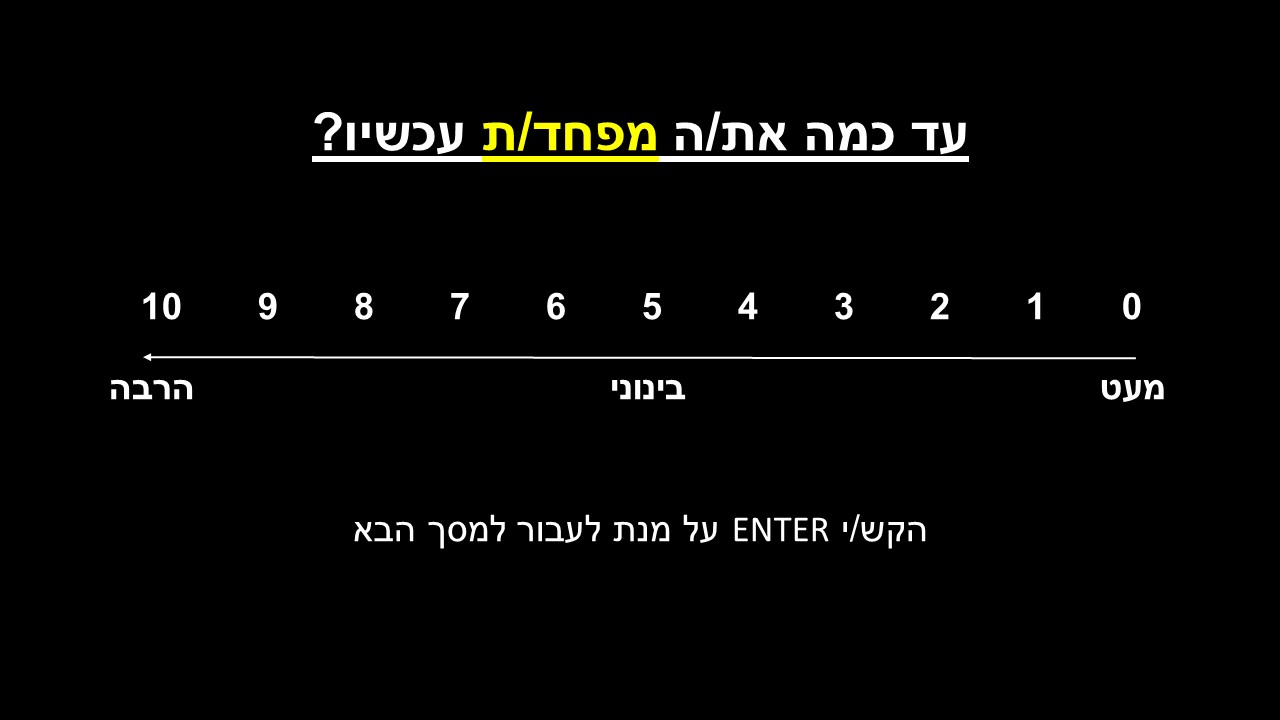 עד כמה את/ה מפחד/ת עכשיו?
0 1 2 3 4 5 6 7 8 9 10
מעט בינוני הרבה
הקש/י ENTER על מנת לעבור למסך הבא